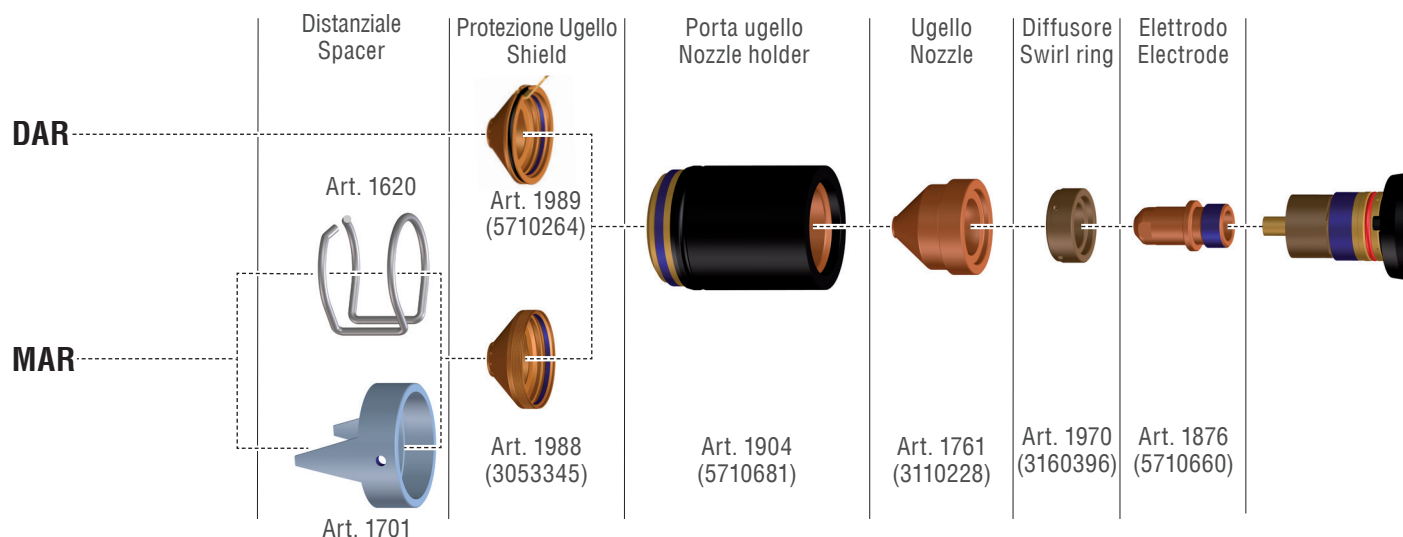 Distanziale
Spacer
Protezione Ugello
Shield
Porta ugello
Nozzle holder
Ugello
Nozzle
Diffusore
Swirl ring
Elettrodo
Electrode
DAR
Art. 1620
Art. 1989
(5710264)
MAR
Art. 1701
Art. 1988
(3053345)
Art. 1904
(5710681)
Art. 1761
(3110228)
Art. 1970
(3160396)
Art. 1876
(5710660)